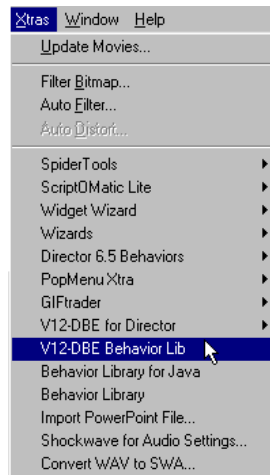 Xtras Window Help
Update Movies...
Filter Bitmap...
Auto Filter...
Auto Distort...
SpiderTools
ScriptOMatic Lite
Widget Wizard
Wizards
Director 6.5 Behaviors
PopMenu Xtra
GIFtrader
V12-DBE for Director
V12-DBE Behavior Lib
Behavior Library for Java
Behavior Library
Import PowerPoint File...
Shockwave for Audio Settings...
Convert WAV to SWA...